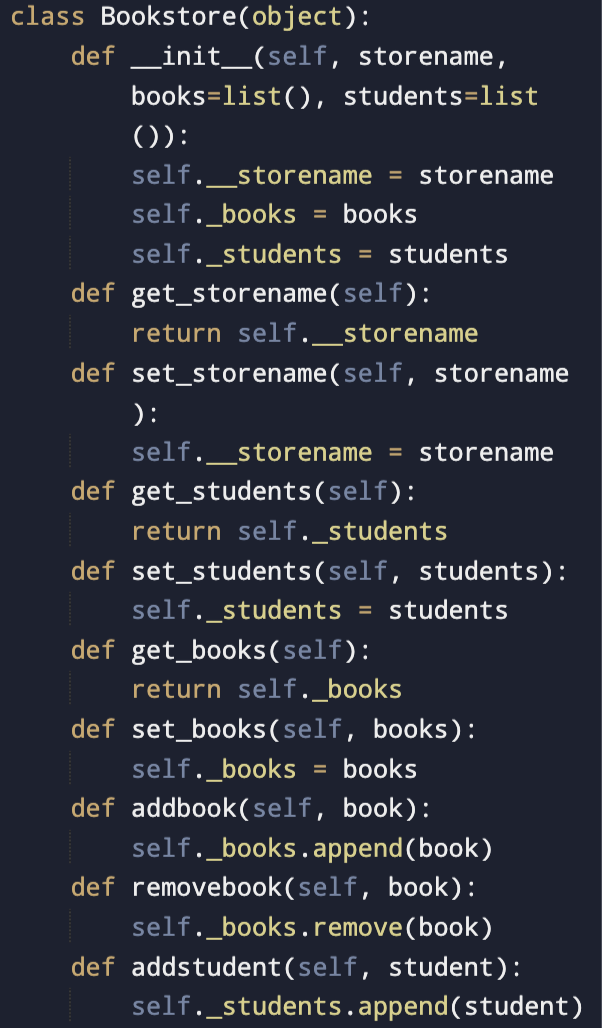 class Bookstore(object):
    def __init__(self, storename,
        books=list(), students=list
        ()):
        self.__storename = storename
        self._books = books
        self._students = students
    def get_storename(self):
        return self.__storename
    def set_storename(self, storename
        ):
        self.__storename = storename
    def get_students(self):
        return self._students
    def set_students(self, students):
        self._students = students
    def get_books(self):
        return self._books
    def set_books(self, books):
        self._books = books
    def addbook(self, book):
        self._books.append(book)
    def removebook(self, book):
        self._books.remove(book)
    def addstudent(self, student):
        self._students.append(student)